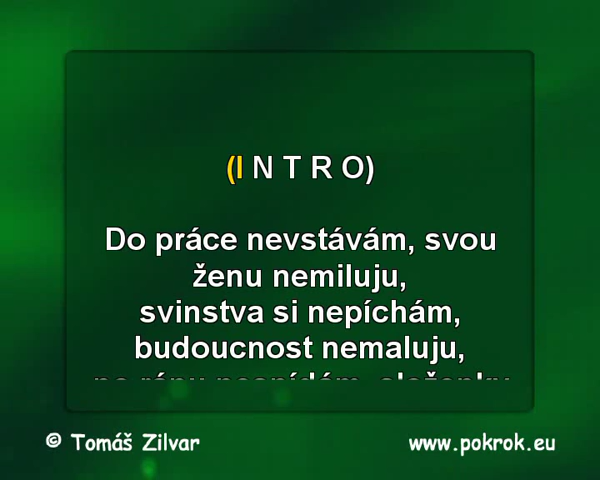 (I N T R O)
Do práce nevstávám, svou
ženu nemiluju,
svinstva si nepíchám,
budoucnost nemaluju,
© Tomáš Zilvar
www.pokrok.eu